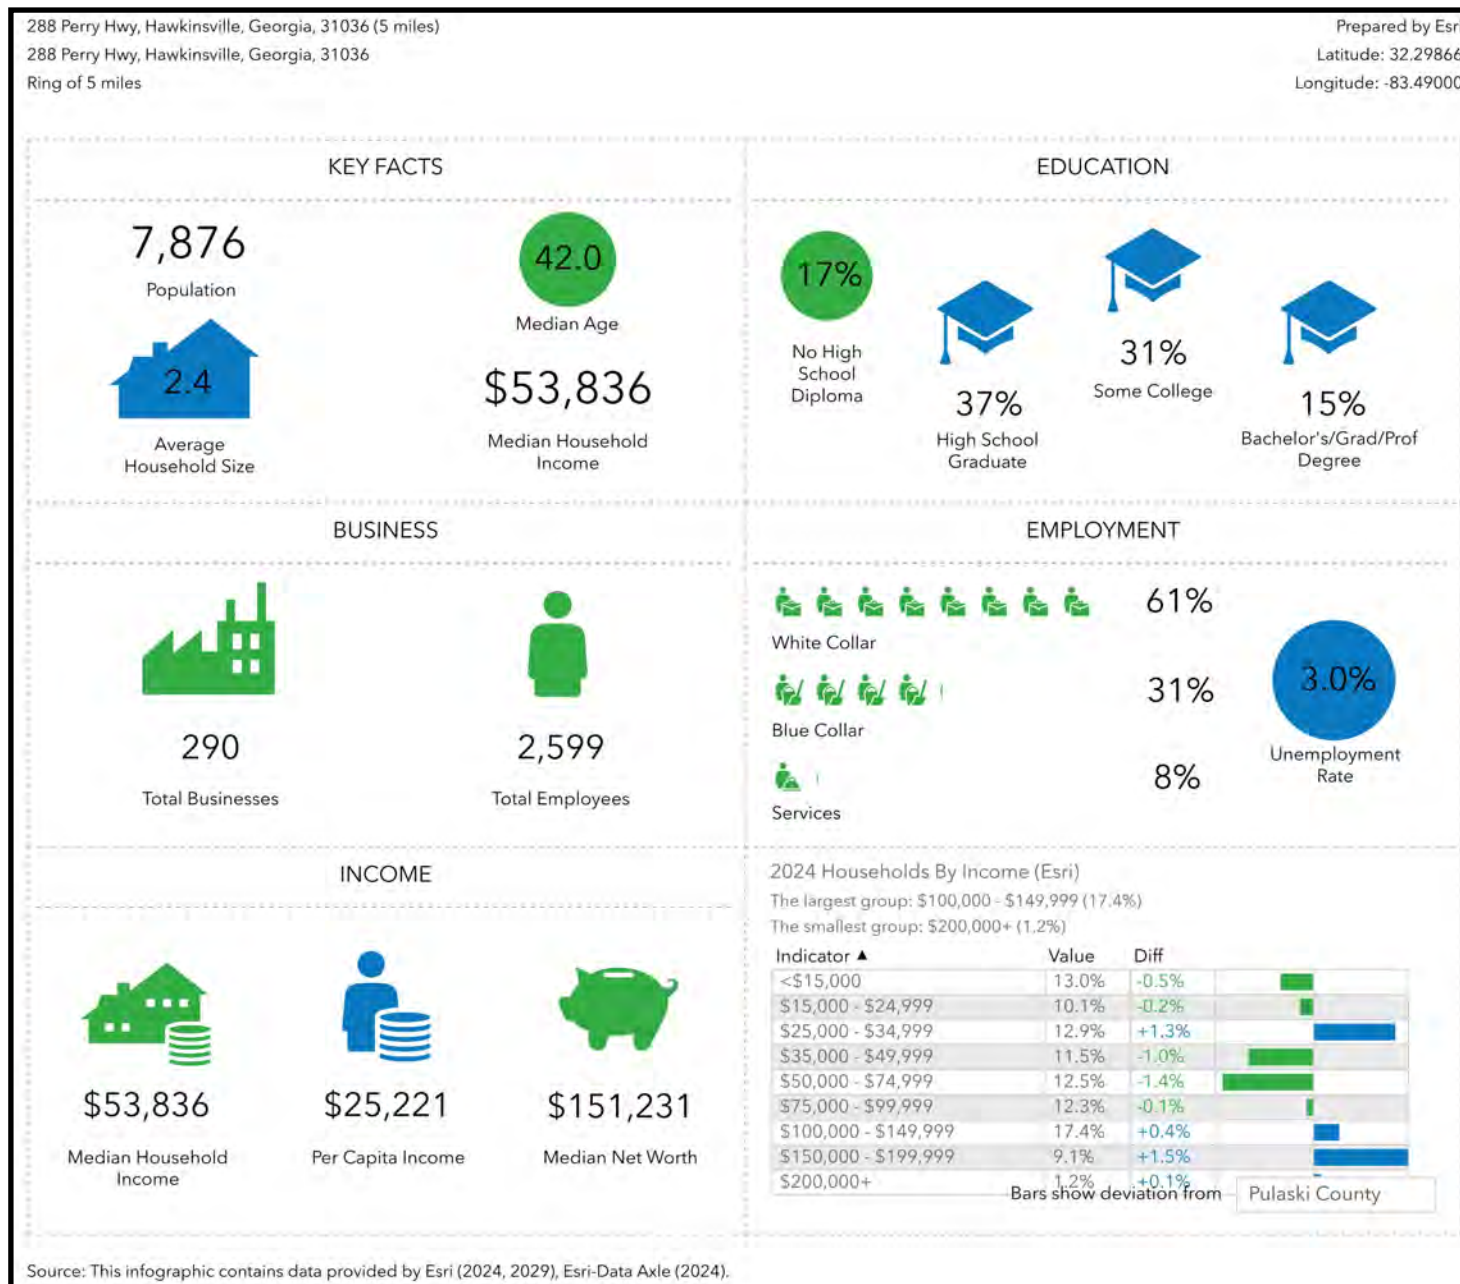 288 Perry Hwy, Hawkinsville, Georgia, 31036 (5 miles)
288 Perry Hwy, Hawkinsville, Georgia, 31036
Ring of 5 miles
Prepared by Esri
Latitude: 32.29866
Longitude: -83.49000
KEY FACTS
7,876
Population
42.0
Median Age
2.4
Average
Household Size
$53,836
Median Household
Income
EDUCATION
17%
No High
School
Diploma
37%
High School
Graduate
31%
Some College
15%
Bachelor's/Grad/Prof
Degree
BUSINESS
290
Total Businesses
2,599
Total Employees
EMPLOYMENT
61%
White Collar
31%
Blue Collar
8%
Services
3.0%
Unemployment
Rate
INCOME
$53,836
Median Household
Income
$25,221
Per Capita Income
$151,231
Median Net Worth
2024 Households By Income (Esri)
The largest group: $100,000 - $149,999 (17.4%)
The smallest group: $200,000+ (1.2%)
Indicator ▲ Value Diff
<$15,000 13.0% -0.5%
$15,000 - $24,999 10.1% -0.2%
$25,000 - $34,999 12.9% +1.3%
$35,000 - $49,999 11.5% -1.0%
$50,000 - $74,999 12.5% -1.4%
$75,000 - $99,999 12.3% -0.1%
$100,000 - $149,999 17.4% +0.4%
$150,000 - $199,999 9.1% +1.5%
$200,000+ 1.2% +0.1%
Bars show deviation from Pulaski County
Source: This infographic contains data provided by Esri (2024, 2029), Esri-Data Axle (2024).